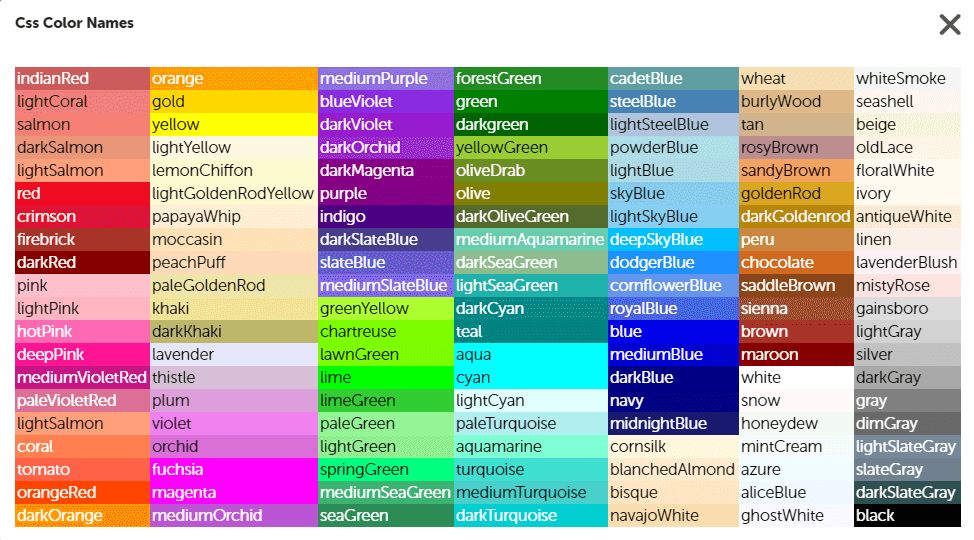 Css Color Names
indianRed orange mediumPurple forestGreen cadetBlue wheat whiteSmoke
lightCoral gold blueViolet green steelBlue burlyWood seashell
salmon yellow darkViolet darkgreen lightSteelBlue tan beige
darkSalmon lightYellow darkOrchid yellowGreen powderBlue rosyBrown oldLace
lightSalmon lemonChiffon darkMagenta oliveDrab lightBlue sandyBrown floralWhite
red lightGoldenRodYellow purple olive skyBlue goldenRod ivory
crimson papayaWhip indigo darkOliveGreen lightSkyBlue darkGoldenrod antiqueWhite
firebrick moccasin darkSlateBlue mediumAquamarine deepSkyBlue peru linen
darkRed peachPuff slateBlue darkSeaGreen dodgerBlue chocolate lavenderBlush
pink paleGoldenRod mediumSlateBlue lightSeaGreen cornflowerBlue saddleBrown mistyRose
lightPink khaki greenYellow darkCyan royalBlue sienna gainsboro
hotPink darkKhaki chartreuse teal blue brown lightGray
deepPink lavender lawnGreen aqua mediumBlue maroon silver
mediumVioletRed thistle lime cyan darkBlue white darkGray
paleVioletRed plum limeGreen lightCyan navy snow gray
lightSalmon violet paleGreen paleTurquoise midnightBlue honeydew dimGray
coral orchid lightGreen aquamarine cornsilk mintCream lightSlateGray
tomato fuchsia springGreen turquoise blanchedAlmond azure slateGray
orangeRed magenta mediumSeaGreen mediumTurquoise bisque aliceBlue darkSlateGray
darkOrange mediumOrchid seaGreen darkTurquoise navajoWhite ghostWhite black